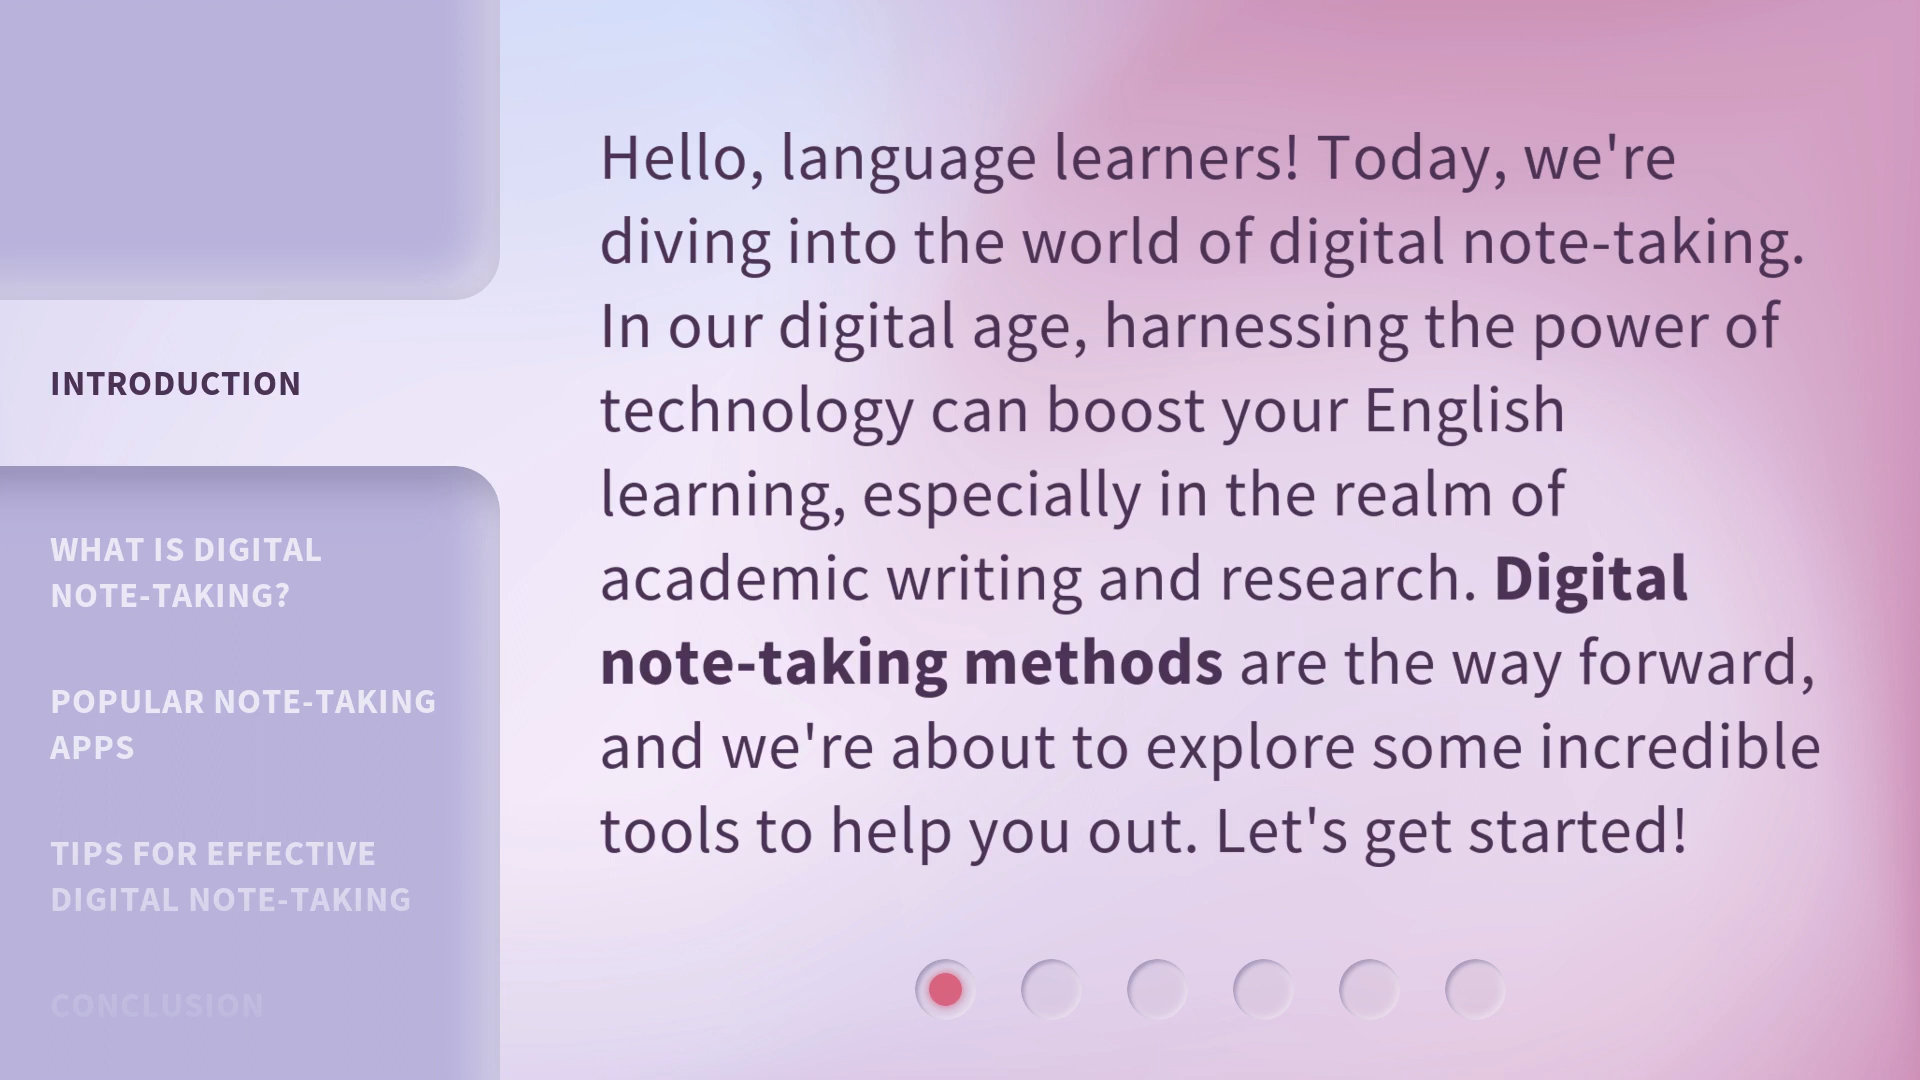 INTRODUCTION
WHAT IS DIGITAL
NOTE-TAKING?
POPULAR NOTE-TAKING
APPS
TIPS FOR EFFECTIVE
DIGITAL NOTE-TAKING
CONCLUSION
Hello, language learners! Today, we're
diving into the world of digital note-taking.
In our digital age, harnessing the power of
technology can boost your English
learning, especially in the realm of
academic writing and research. Digital
note-taking methods are the way forward,
and we're about to explore some incredible
tools to help you out. Let's get started!